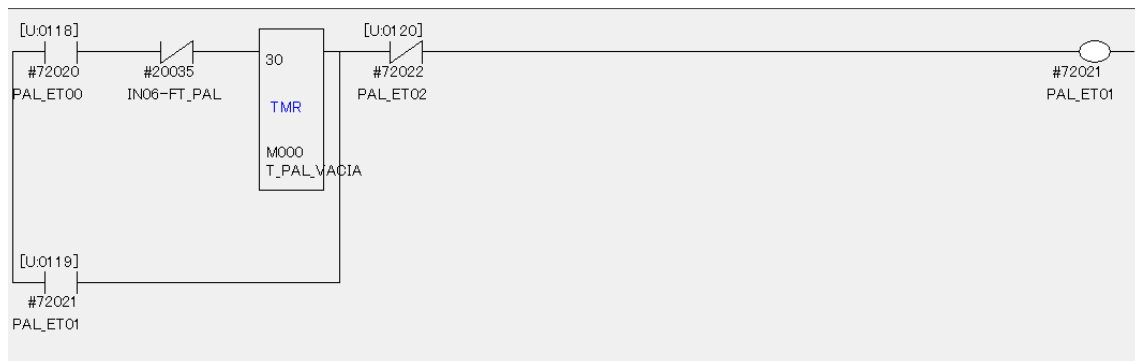 [U:0118]
[U:0120]
30
#72020
#20035
#72022
#72021
PAL_ET00
IN06-FT_PAL
PAL_ET02
PAL_ET01
TMR
M000
T_PAL_VACIA
[U:0119]
#72021
PAL_ET01